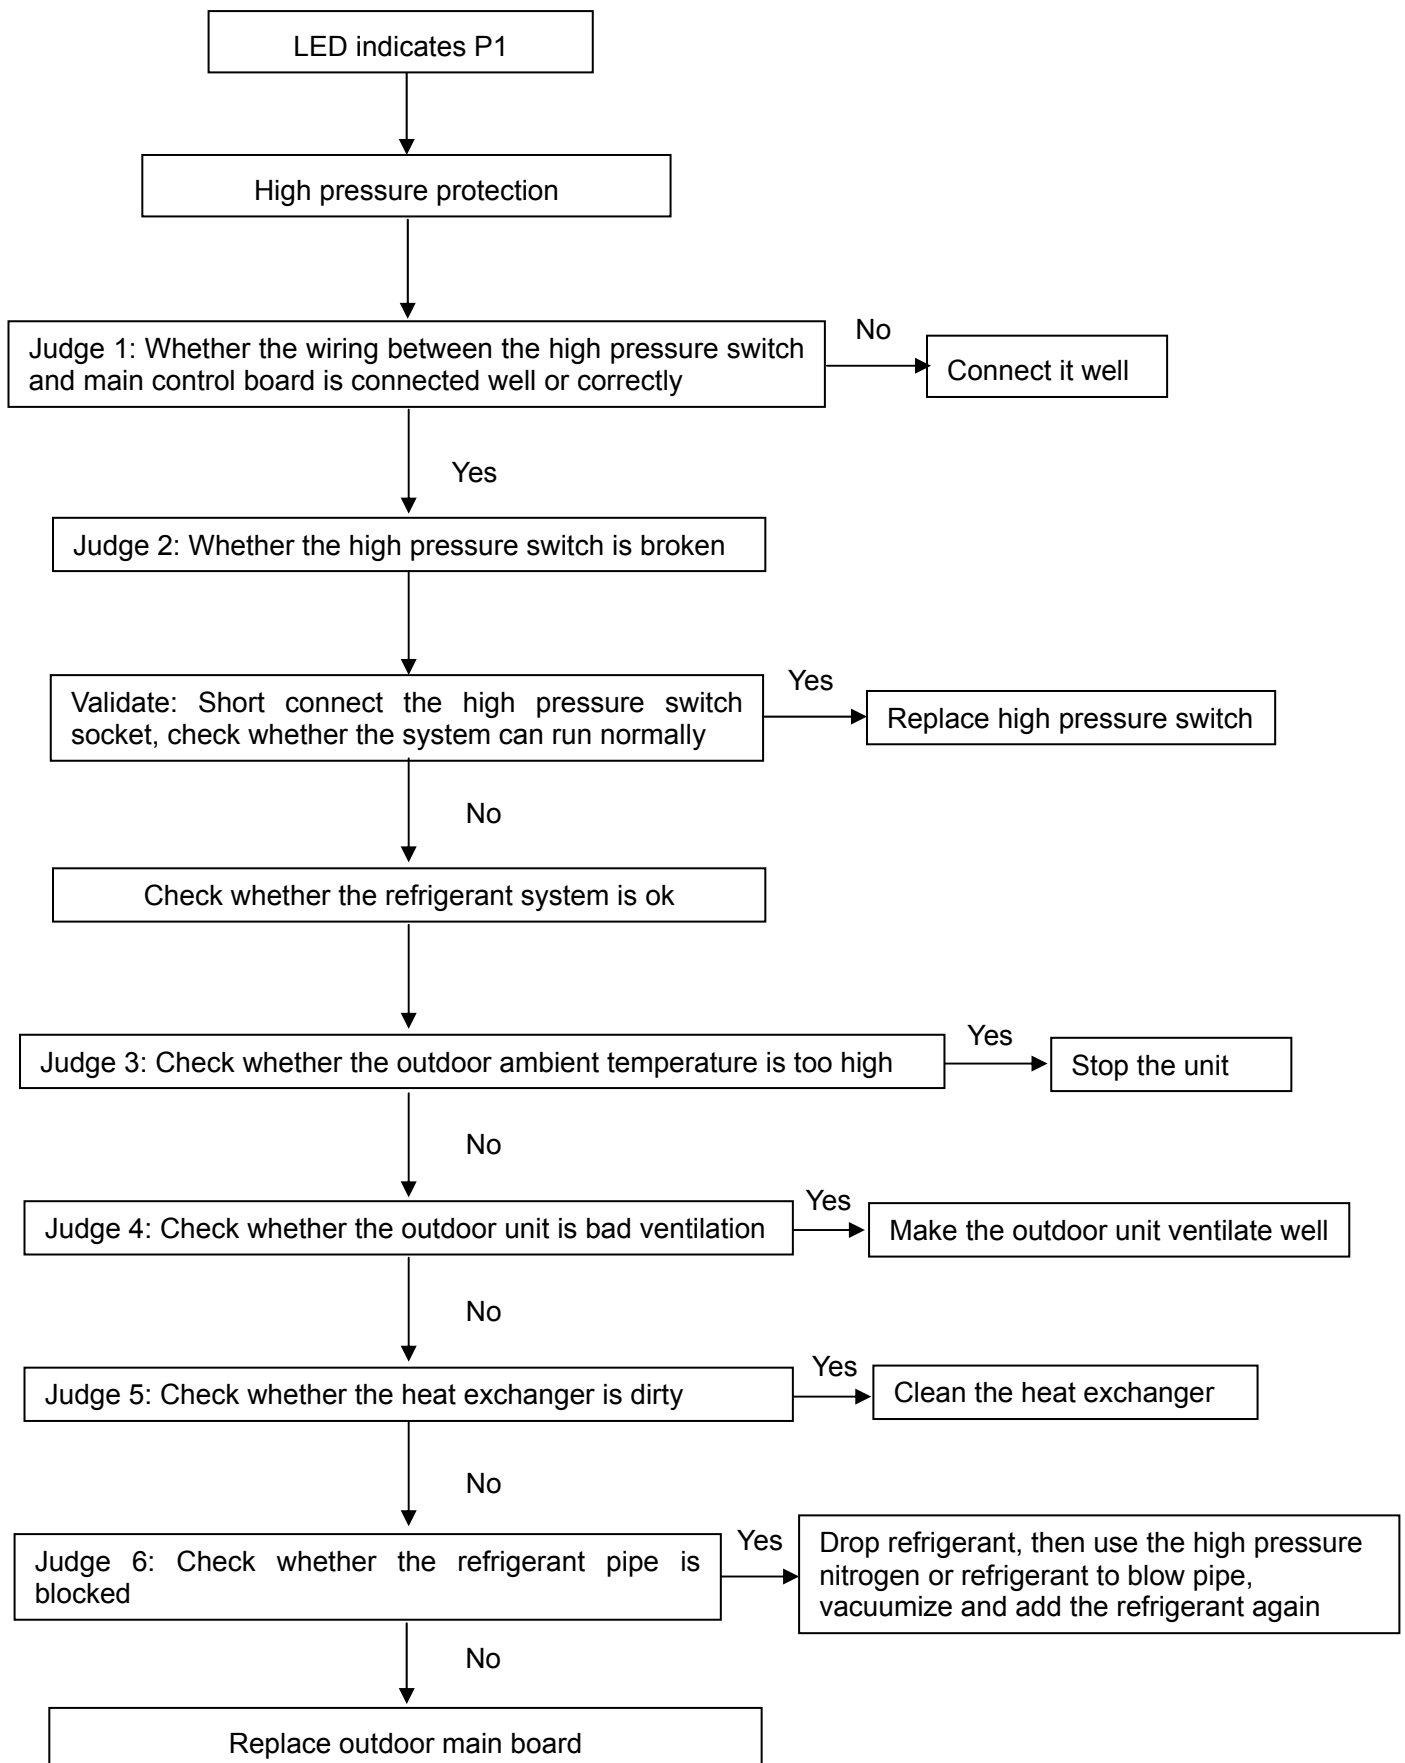 LED indicates P1
High pressure protection
Judge 1: Whether the wiring between the high pressure switch
and main control board is connected well or correctly
No
Connect it well
Yes
Judge 2: Whether the high pressure switch is broken
Validate: Short connect the high pressure switch
socket, check whether the system can run normally
Yes
Replace high pressure switch
No
Check whether the refrigerant system is ok
Judge 3: Check whether the outdoor ambient temperature is too high
Yes
Stop the unit
No
Judge 4: Check whether the outdoor unit is bad ventilation
Yes
Make the outdoor unit ventilate well
No
Judge 5: Check whether the heat exchanger is dirty
Yes
Clean the heat exchanger
No
Judge 6: Check whether the refrigerant pipe is
blocked
Yes
Drop refrigerant, then use the high pressure
nitrogen or refrigerant to blow pipe,
vacuumize and add the refrigerant again
No
Replace outdoor main board